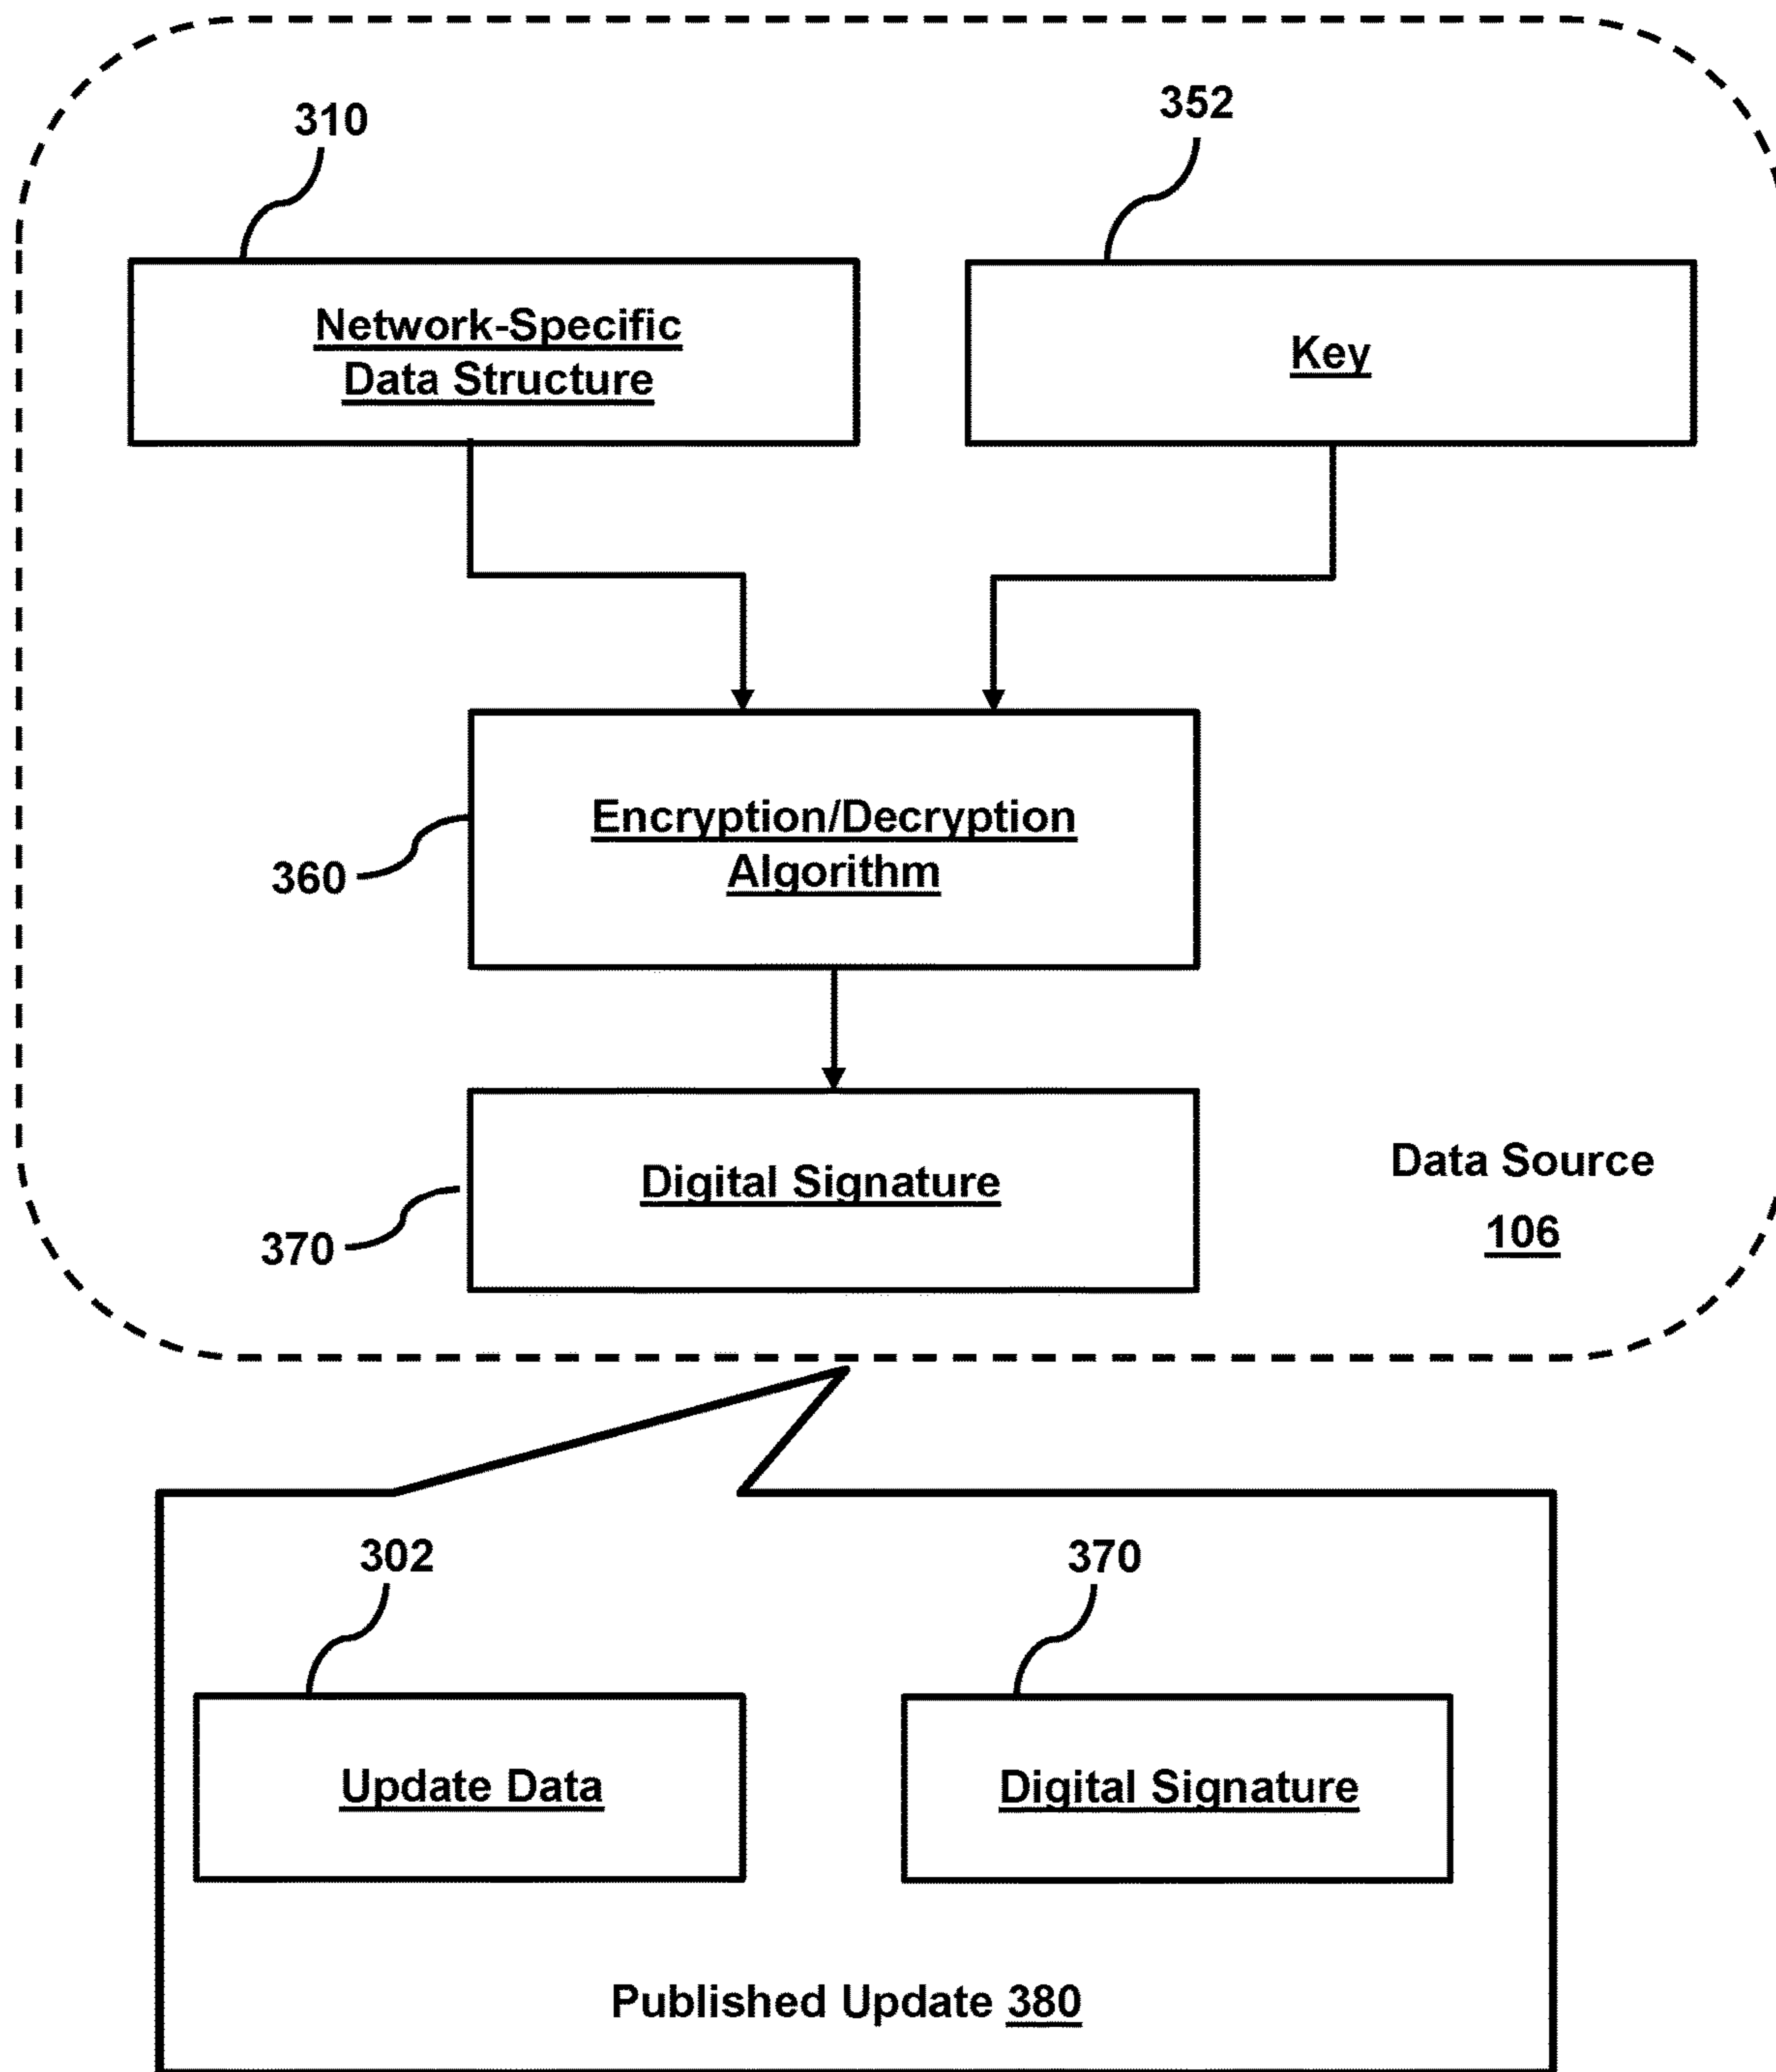 310
352
Network-Specific
Data Structure
Key
Encryption/Decryption
Algorithm
360
Digital Signature
370
Data Source
106
302
370
Update Data
Digital Signature
Published Update 380